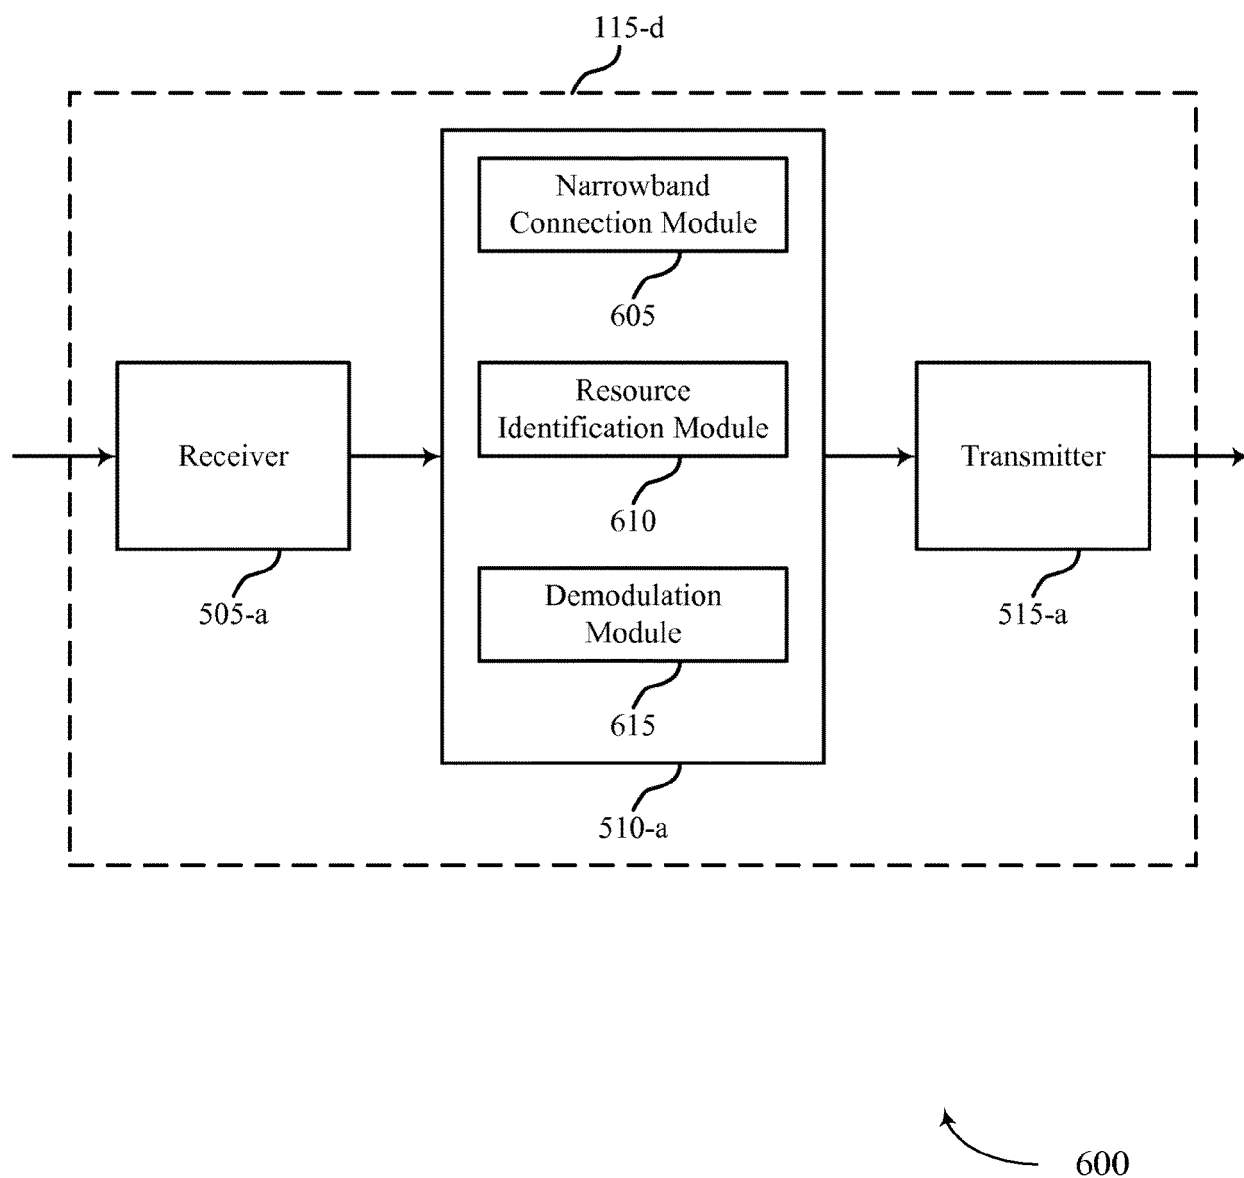 115-d
Narrowband
Connection Module
605
Resource
Identification Module
610
Receiver
505-a
Transmitter
515-a
Demodulation
Module
615
510-a
600